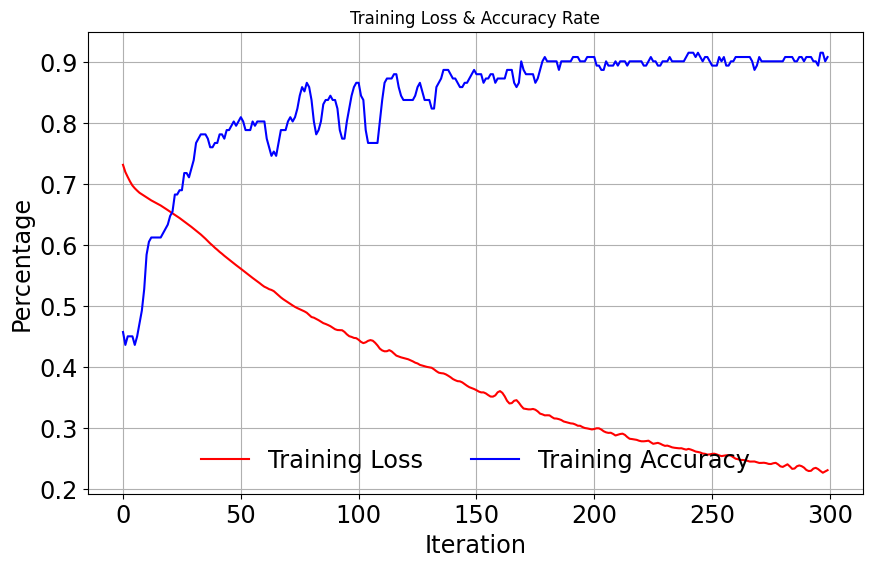 Training Loss & Accuracy Rate
0.9
0.8
0.7
0.6
0.5
0.4
0.3
0.2
Percentage
Training Loss Training Accuracy
0 50 100 150 200 250 300
Iteration